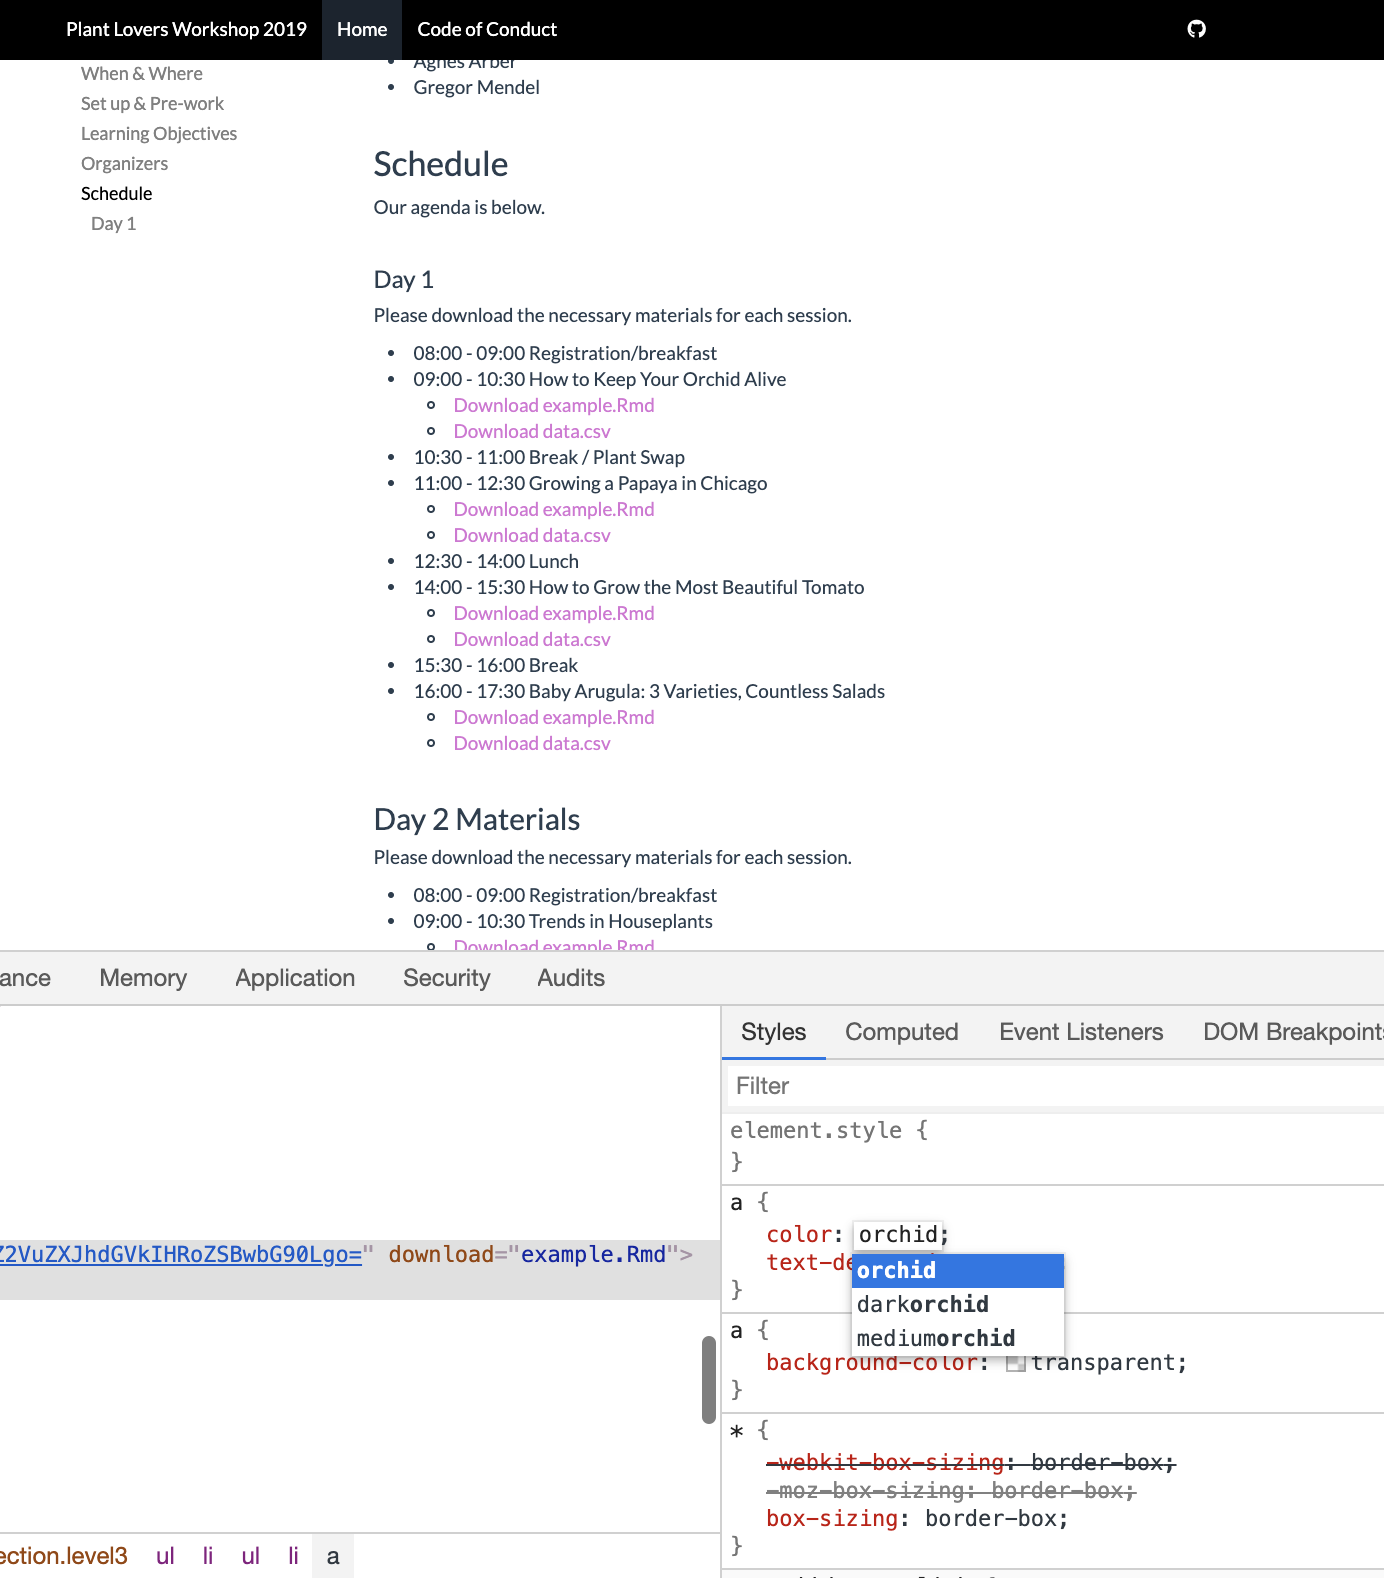 Plant Lovers Workshop 2019 Home Code of Conduct
When & Where
Set up & Pre-work
Learning Objectives
Organizers
Schedule
Day 1
Agnes Arber
Gregor Mendel
Schedule
Our agenda is below.
Day 1
Please download the necessary materials for each session.
08:00 - 09:00 Registration/breakfast
09:00 - 10:30 How to Keep Your Orchid Alive
Download example.Rmd
Download data.csv
10:30 - 11:00 Break / Plant Swap
11:00 - 12:30 Growing a Papaya in Chicago
Download example.Rmd
Download data.csv
12:30 - 14:00 Lunch
14:00 - 15:30 How to Grow the Most Beautiful Tomato
Download example.Rmd
Download data.csv
15:30 - 16:00 Break
16:00 - 17:30 Baby Arugula: 3 Varieties, Countless Salads
Download example.Rmd
Download data.csv
Day 2 Materials
Please download the necessary materials for each session.
08:00 - 09:00 Registration/breakfast
09:00 - 10:30 Trends in Houseplants
Download example.Rmd
ance Memory Application Security Audits
Z2VuZXJhdGVkIHRoZSBwbG90Lgo=" download="example.Rmd">
ection.level3 ul li ul li a
Styles Computed Event Listeners DOM Breakpoints
Filter
element.style {
}
a {
color: orchid;
text-de
orchid
darkorchid
mediumorchid
}
a {
background-color: transparent;
}
* {
-webkit-box-sizing: border-box;
-moz-box-sizing: border-box;
box-sizing: border-box;
}